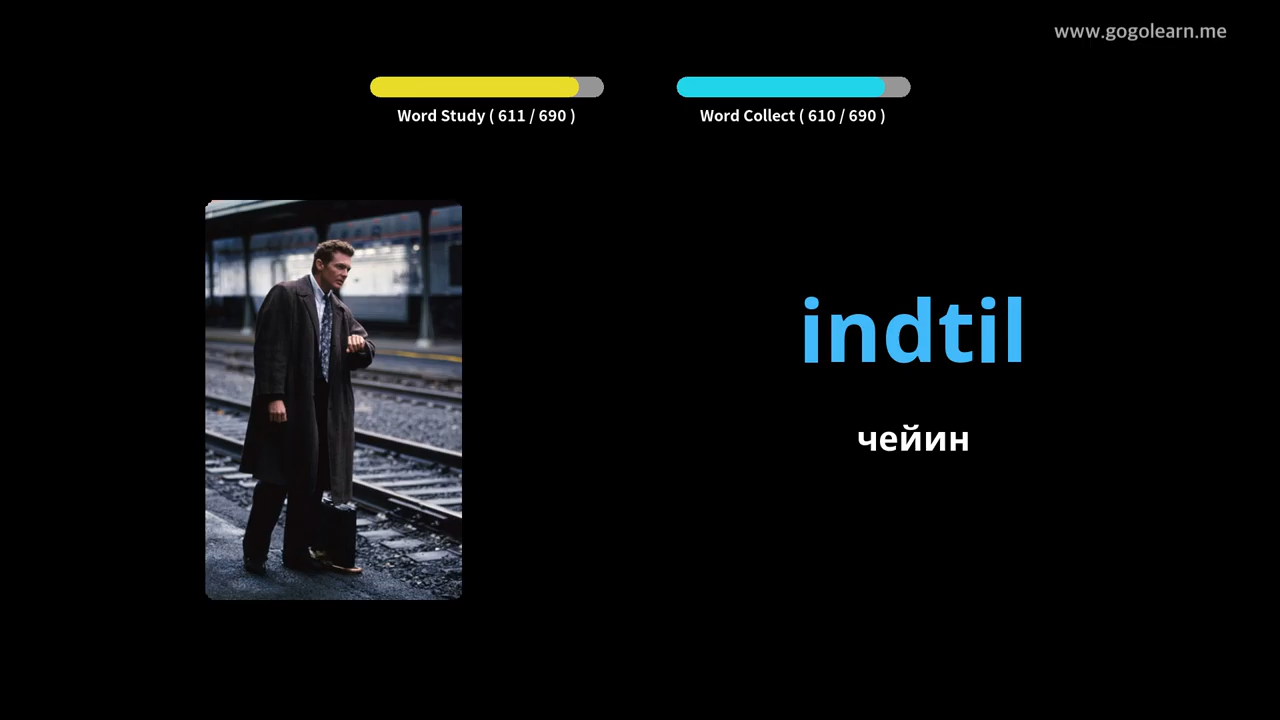 www.gogolearn.me
Word Study ( 611 / 690 )
Word Collect ( 610 / 690 )
indtil
чейин